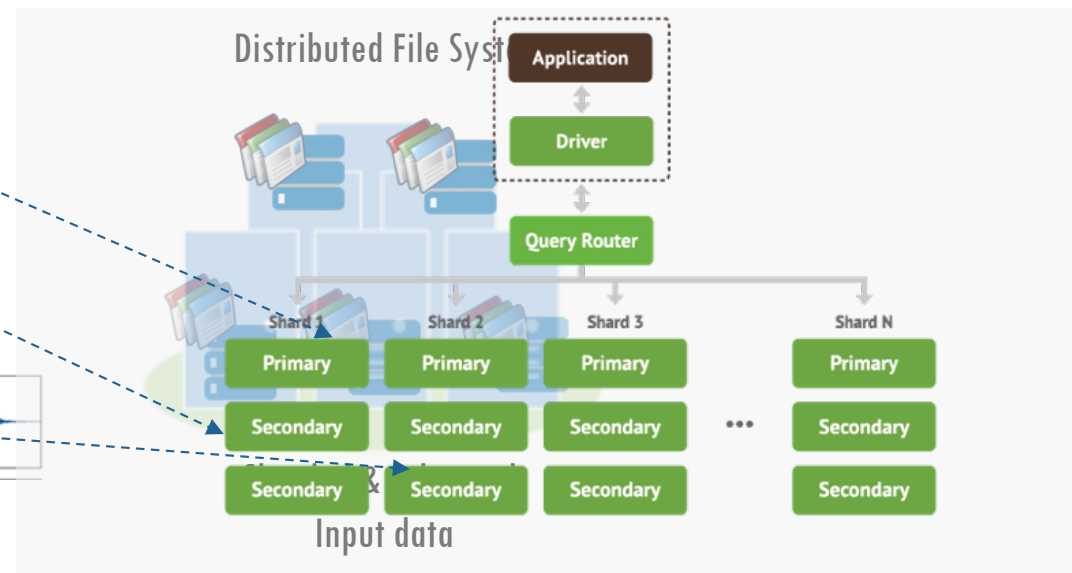 Distributed File Syst
Application
Driver
Query Router
Shard 1 Shard 2 Shard 3 Shard N
Primary Primary Primary Primary
Secondary Secondary Secondary ... Secondary
&
Secondary Secondary Secondary Secondary
Input data